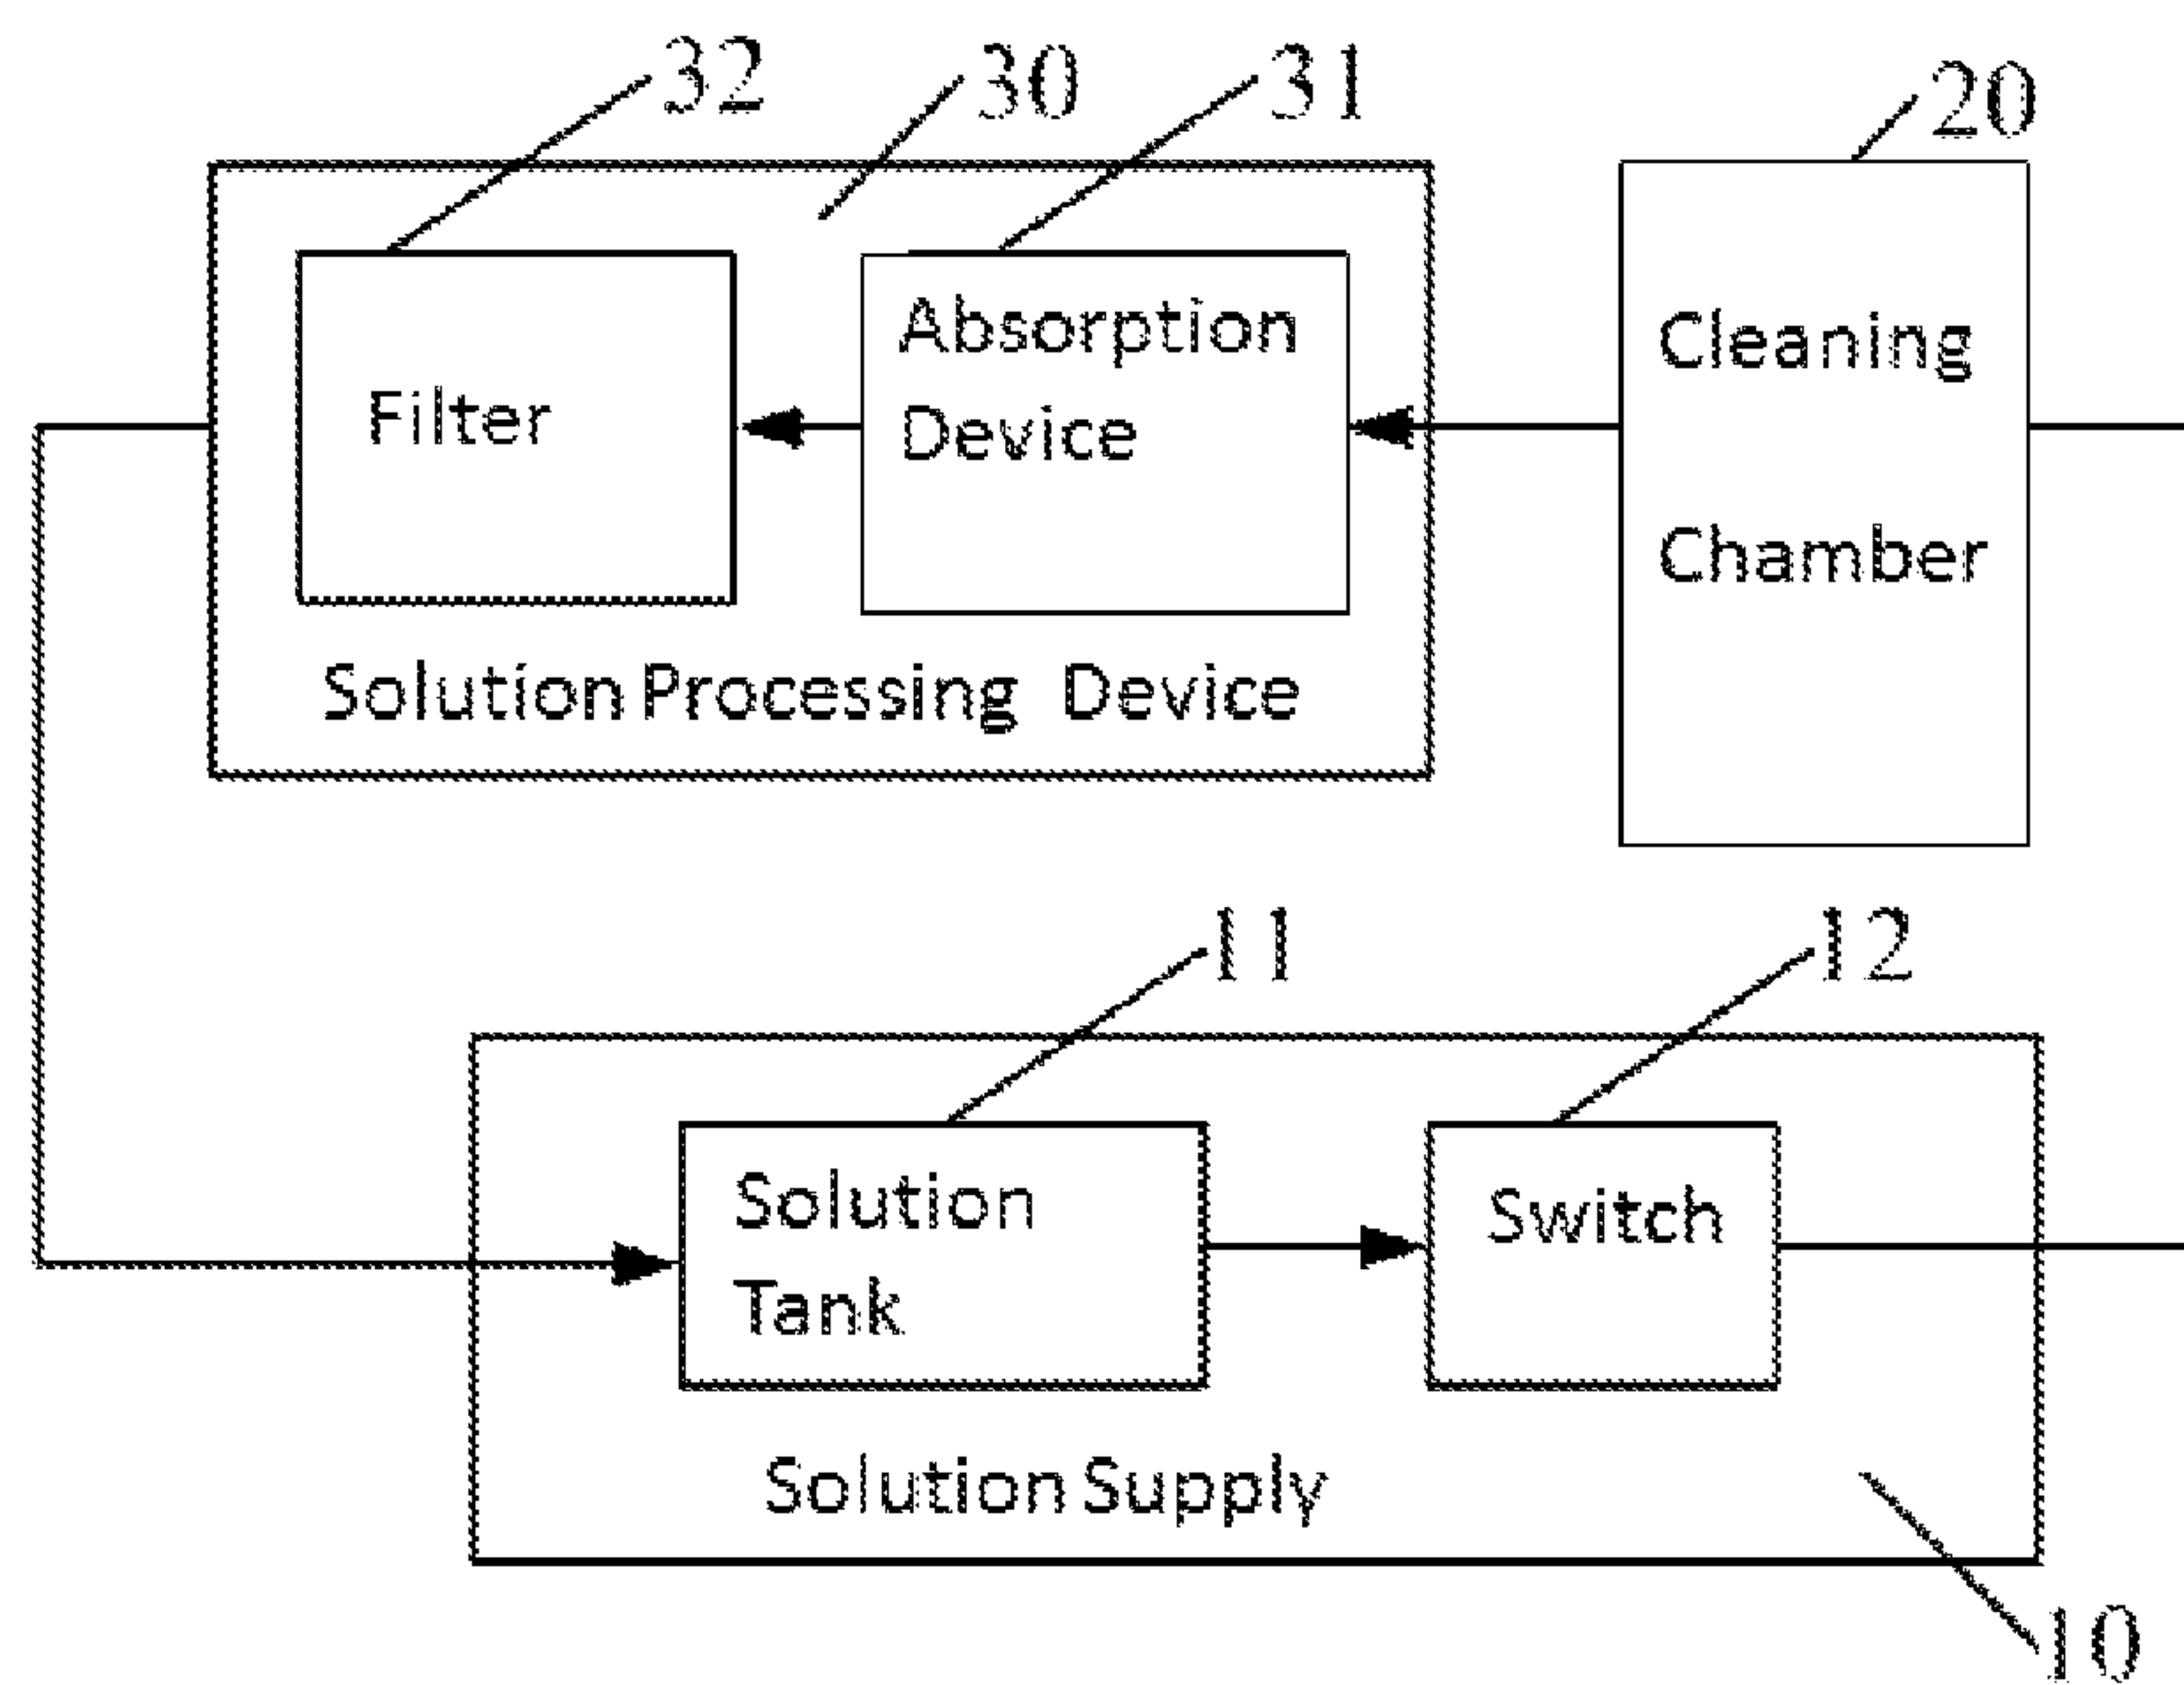 32
30
31
20
Filter
Absorption
Device
Cleaning
Chamber
Solution Processing Device
11
12
Solution
Tank
Switch
Solution Supply
10